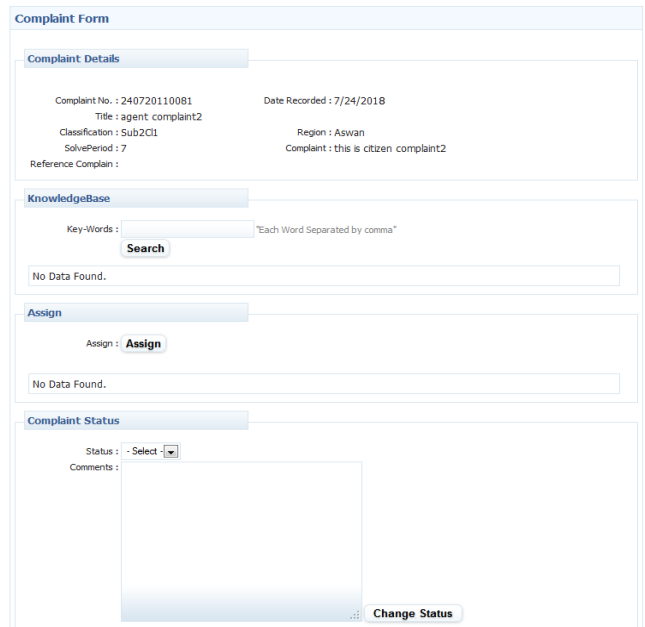 Complaint Form
Complaint Details
Complaint No. : 240720110081 Date Recorded : 7/24/2018
Title : agent complaint2
Classification : Sub2Cl1 Region : Aswan
SolvePeriod : 7 Complaint : this is citizen complaint2
Reference Complain :
KnowledgeBase
Key-Words : "Each Word Separated by comma"
Search
No Data Found.
Assign
Assign : Assign
No Data Found.
Complaint Status
Status : - Select -
Comments :
Change Status